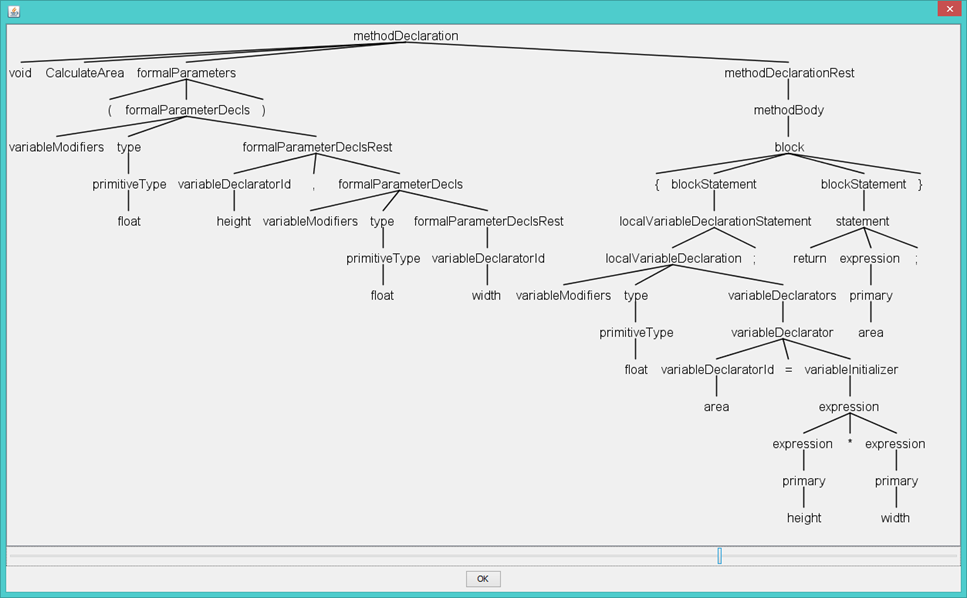 methodDeclaration
void CalculateArea formalParameters methodDeclarationRest
( formalParameterDecls ) methodBody
variableModifiers type formalParameterDeclsRest block
primitiveType variableDeclaratorId , formalParameterDecls { blockStatement blockStatement }
float height variableModifiers type formalParameterDeclsRest localVariableDeclarationStatement statement
primitiveType variableDeclaratorId localVariableDeclaration ; return expression ;
float width variableModifiers type variableDeclarators primary
primitiveType variableDeclarator area
float variableDeclaratorId = variableInitializer
area expression
expression * expression
primary primary
height width
OK